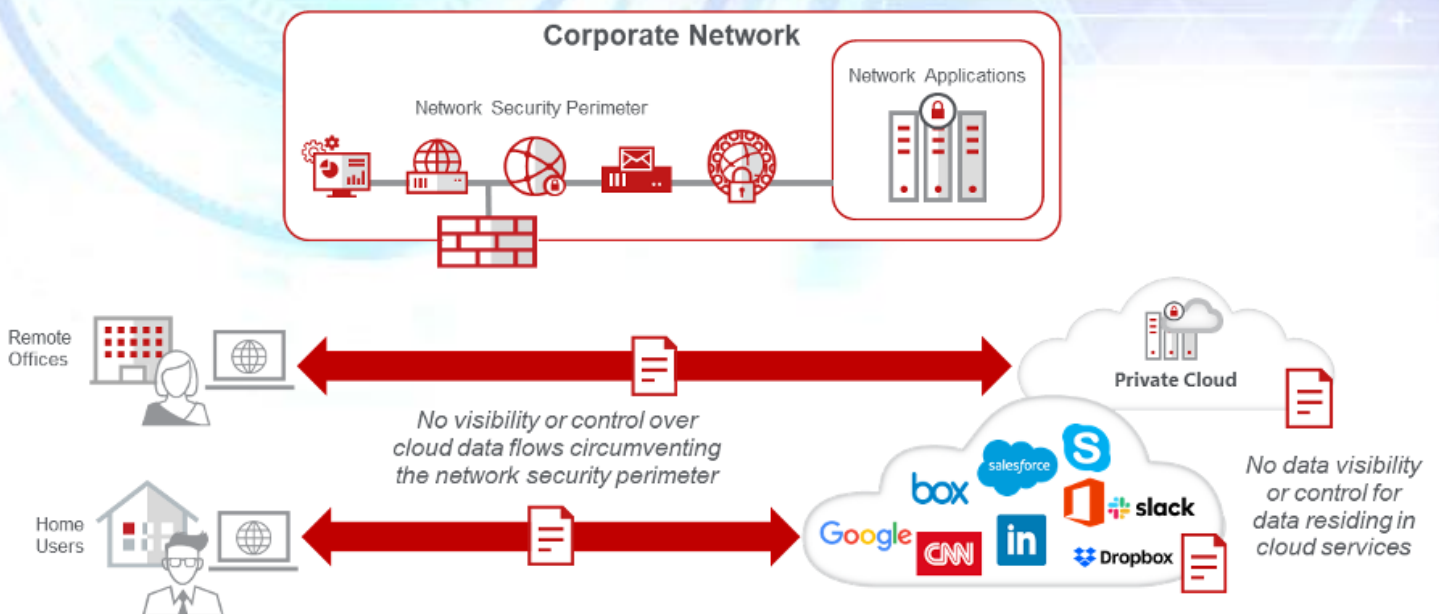 Corporate Network
Network Applications
Network Security Perimeter
Remote
Offices
Private Cloud
No visibility or control over
cloud data flows circumventing
the network security perimeter
salesforce
S
box
slack
Google
CNN
in
Dropbox
No data visibility
or control for
data residing in
cloud services
Home
Users